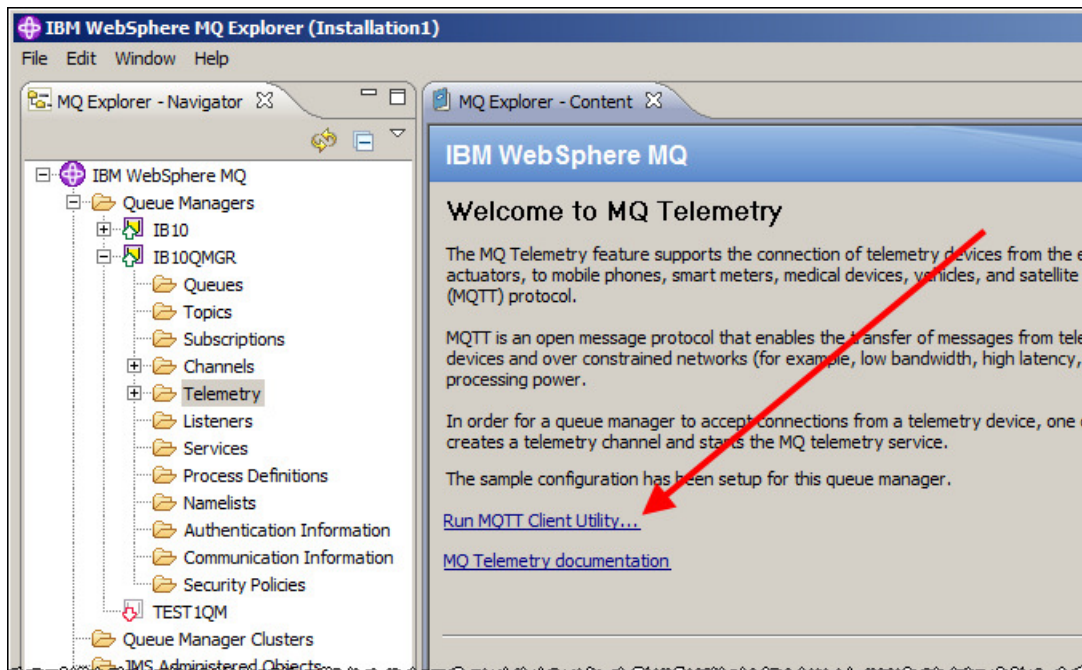 IBM WebSphere MQ Explorer (Installation1)
File Edit Window Help
MQ Explorer - Navigator
IBM WebSphere MQ
Queue Managers
IB10
IB10QMGR
Queues
Topics
Subscriptions
Channels
Telemetry
Listeners
Services
Process Definitions
Namelists
Authentication Information
Communication Information
Security Policies
TEST1QM
Queue Manager Clusters
JMS Administered Objects
MQ Explorer - Content
IBM WebSphere MQ
Welcome to MQ Telemetry
The MQ Telemetry feature supports the connection of telemetry devices from the
actuators, to mobile phones, smart meters, medical devices, vehicles, and satellite
(MQTT) protocol.
MQTT is an open message protocol that enables the transfer of messages from
devices and over constrained networks (for example, low bandwidth, high latency,
processing power.
In order for a queue manager to accept connections from a telemetry device, one
creates a telemetry channel and starts the MQ telemetry service.
The sample configuration has been setup for this queue manager.
Run MQTT Client Utility...
MQ Telemetry documentation